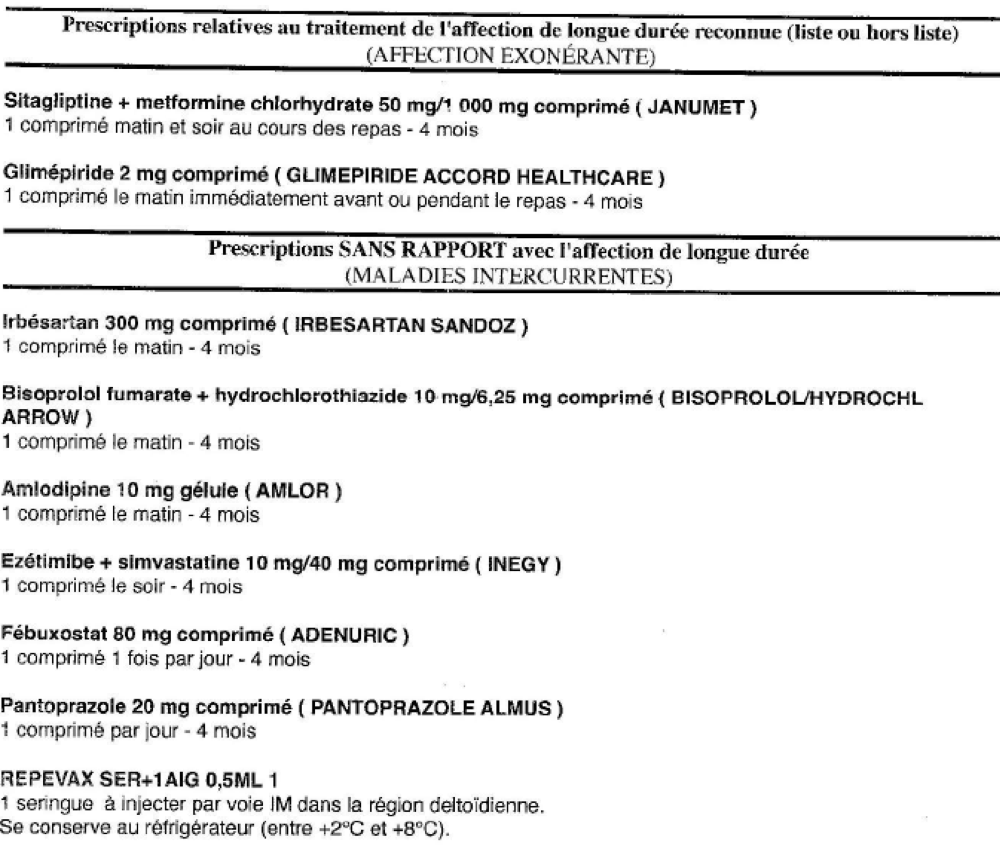 Prescriptions relatives au traitement de l'affection de longue durée reconnue (liste ou hors liste)
(AFFECTION EXONÉRANTE)
Sitagliptine + metformine chlorhydrate 50 mg/1 000 mg comprimé ( JANUMET )
1 comprimé matin et soir au cours des repas - 4 mois
Glimépiride 2 mg comprimé ( GLIMEPIRIDE ACCORD HEALTHCARE )
1 comprimé le matin immédiatement avant ou pendant le repas - 4 mois
Prescriptions SANS RAPPORT avec l'affection de longue durée
(MALADIES INTERCURRENTES)
Irbésartan 300 mg comprimé ( IRBESARTAN SANDOZ )
1 comprimé le matin - 4 mois
Bisoprolol fumarate + hydrochlorothiazide 10 mg/6,25 mg comprimé ( BISOPROLOL/HYDROCHL
ARROW )
1 comprimé le matin - 4 mois
Amlodipine 10 mg gélule ( AMLOR )
1 comprimé le matin - 4 mois
Ezétimibe + simvastatine 10 mg/40 mg comprimé ( INEGY )
1 comprimé le soir - 4 mois
Fébuxostat 80 mg comprimé ( ADENURIC )
1 comprimé 1 fois par jour - 4 mois
Pantoprazole 20 mg comprimé ( PANTOPRAZOLE ALMUS )
1 comprimé par jour - 4 mois
REPEVAX SER+1AIG 0,5ML 1
1 seringue à injecter par voie IM dans la région deltoïdienne.
Se conserve au réfrigérateur (entre +2°C et +8°C).